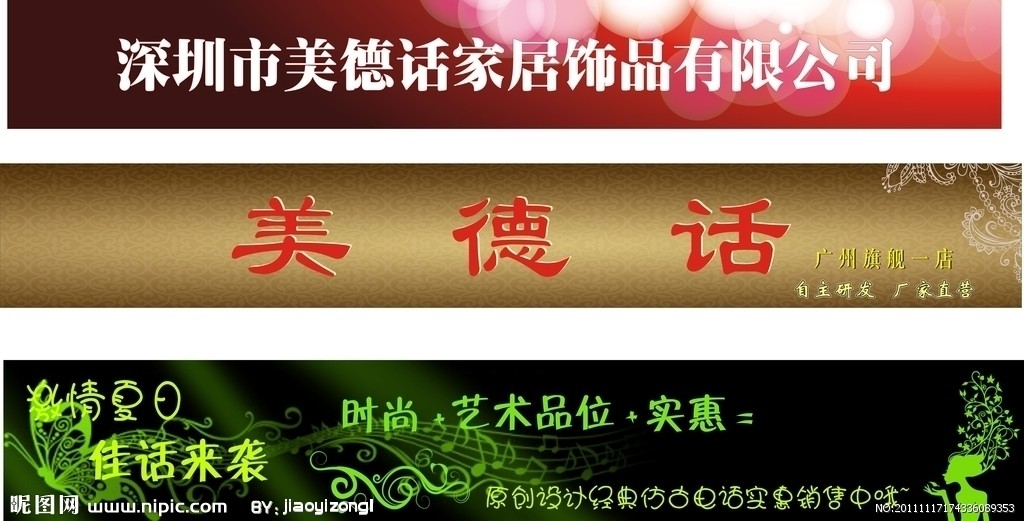 深圳市美德话家居饰品有限公司
美德话
广州旗舰一店
自主研发 厂家直营
激情夏日
佳话来袭
时尚+艺术品位+实惠=
原创设计经典仿古电话实惠销售中哦~
昵图网 www.nipic.com BY: jiaoyizongl
NO:20111117174336089353